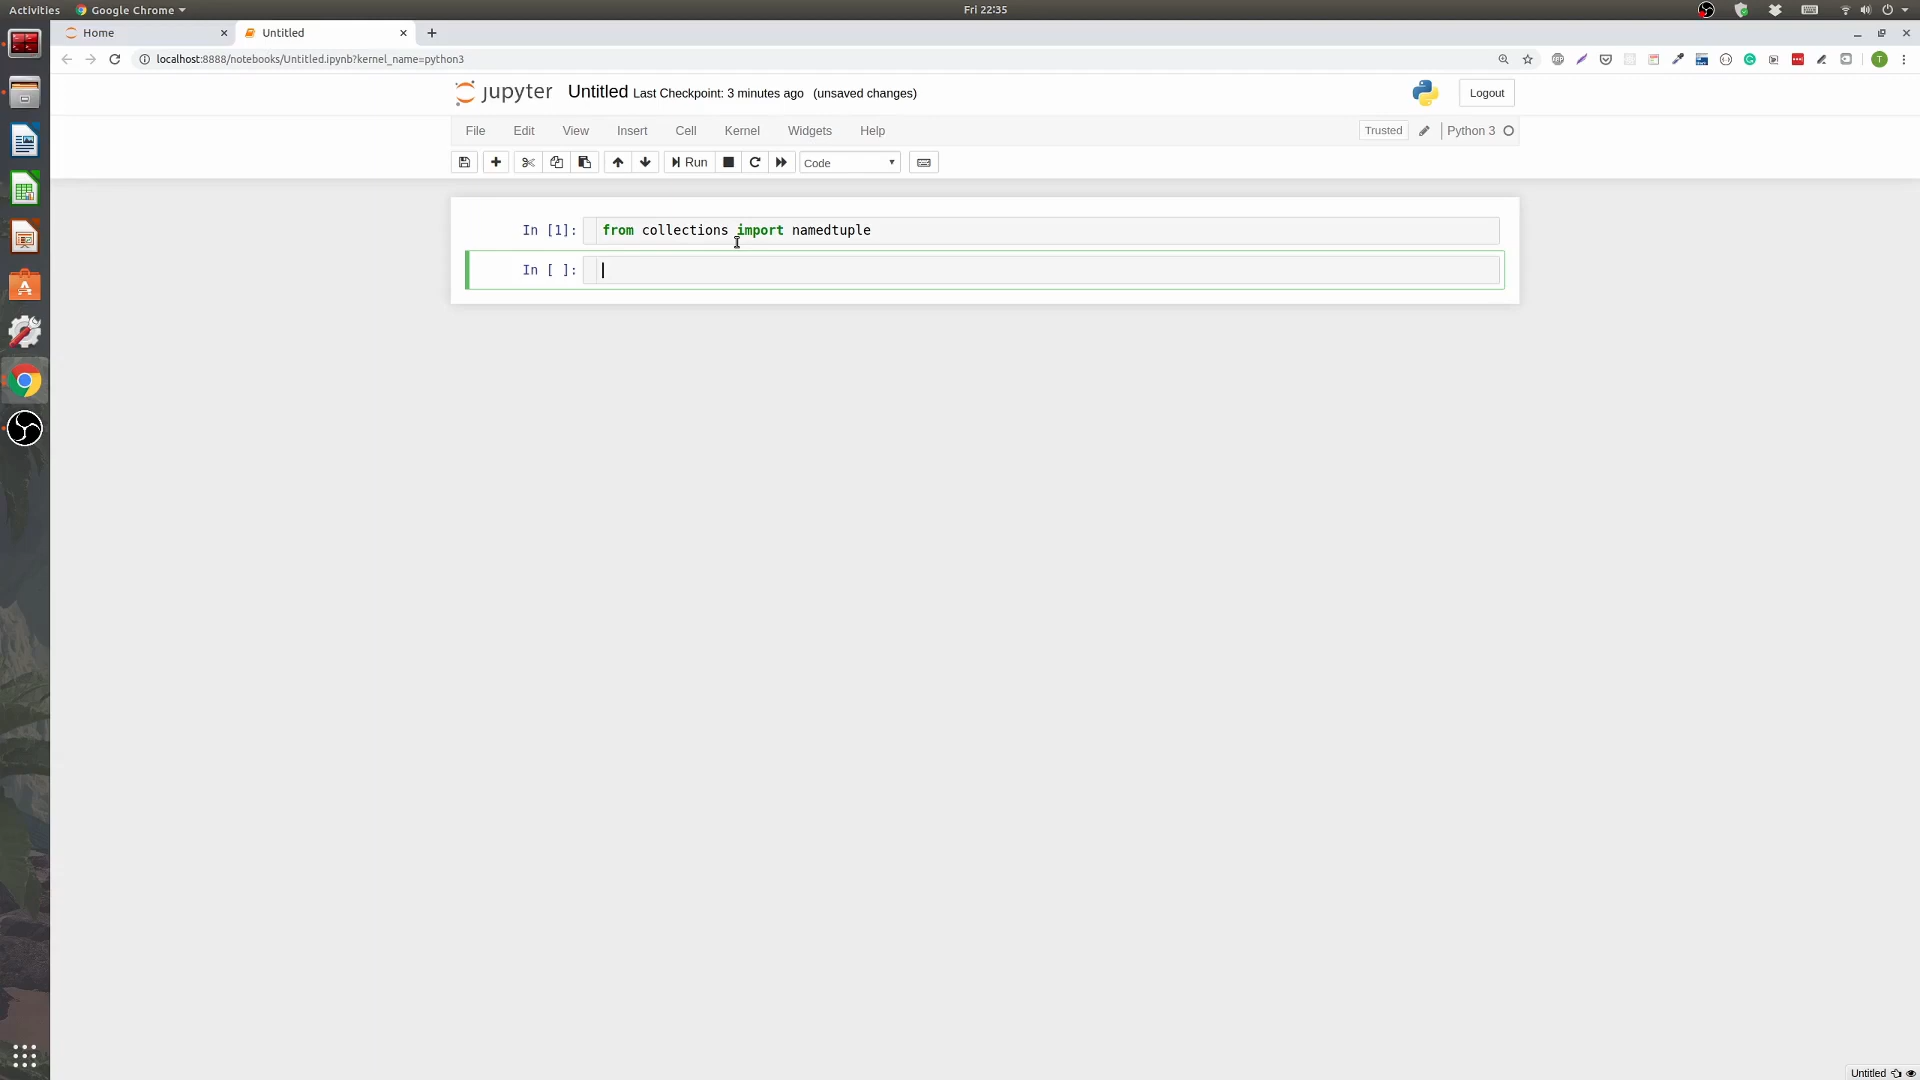 Activities Google Chrome Fri 22:35
Home Untitled
localhost:8888/notebooks/Untitled.ipynb?kernel_name=python3
jupyter Untitled Last Checkpoint: 3 minutes ago (unsaved changes) Logout
File Edit View Insert Cell Kernel Widgets Help Trusted Python 3
Run Code
In [1]: from collections import namedtuple
In [ ]:
Untitled